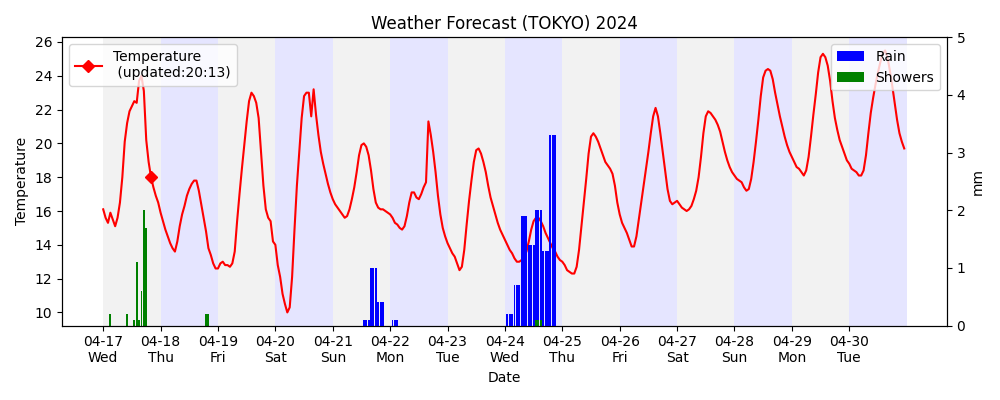 Weather Forecast (TOKYO) 2024
Temperature
(updated:20:13)
Rain
Showers
Temperature
26
24
22
20
18
16
14
12
10
5
4
3
2
1
0
mm
04-17 04-18 04-19 04-20 04-21 04-22 04-23 04-24 04-25 04-26 04-27 04-28 04-29 04-30
Wed Thu Fri Sat Sun Mon Tue Wed Thu Fri Sat Sun Mon Tue
Date